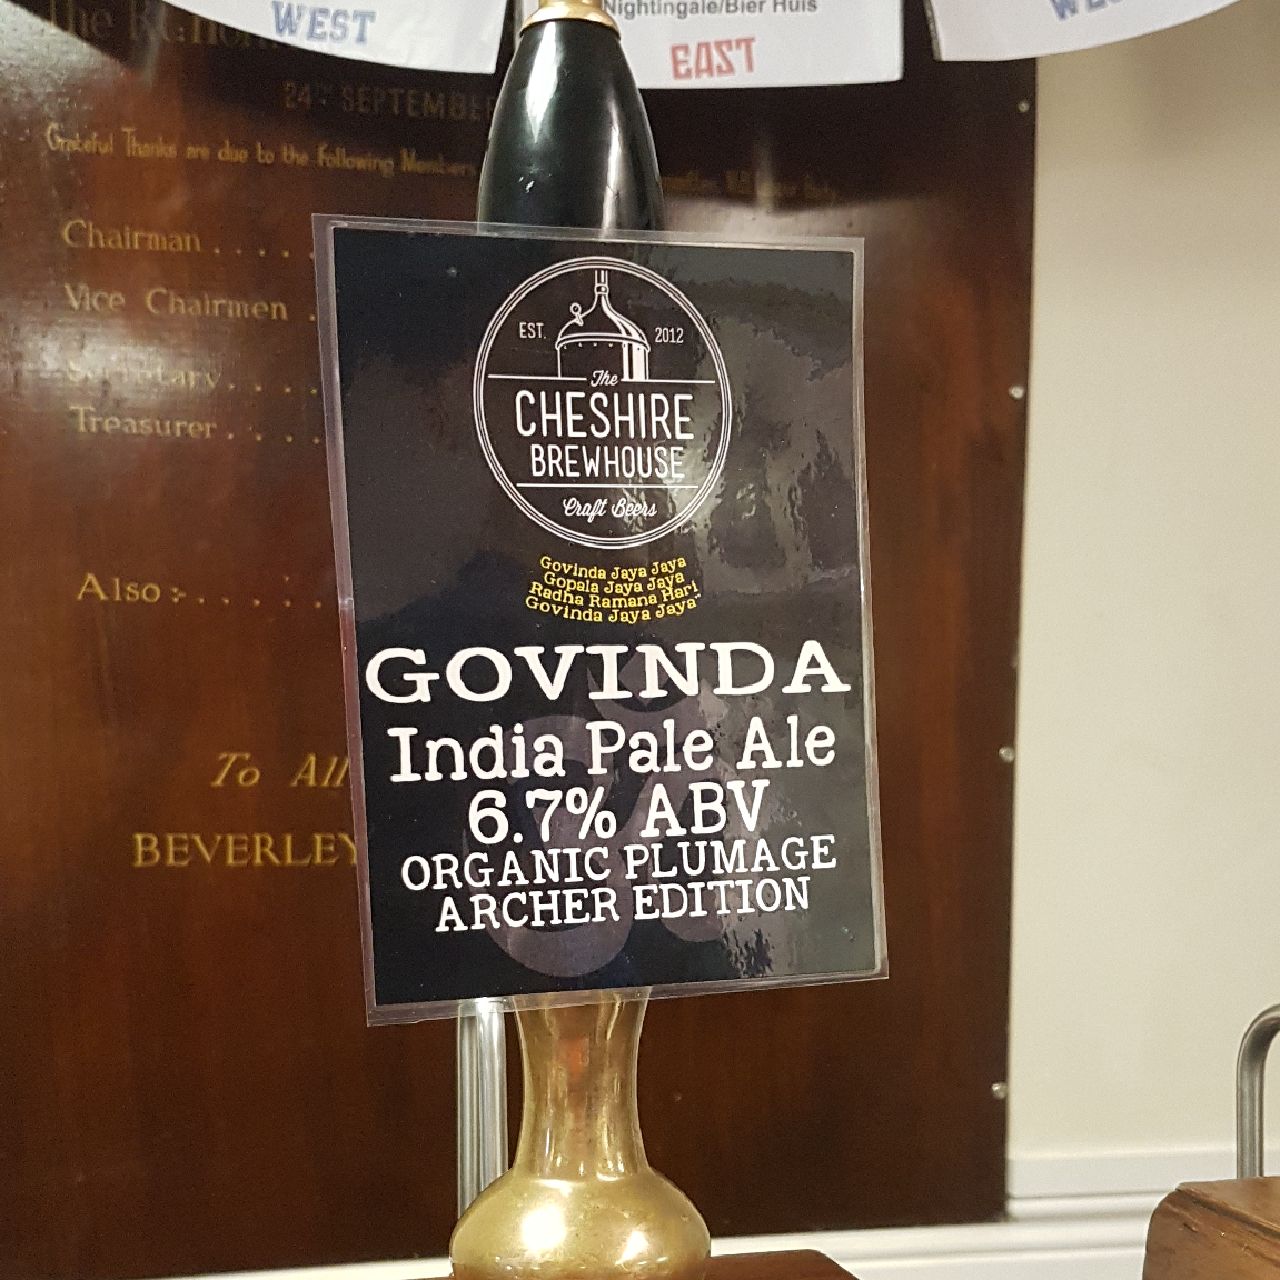 WEST
Nightingale/Bier Huis
EAST
24TH SEPTEMBER
Grateful Thanks are due to the Following Members
Chairman . . . .
Vice Chairmen .
Secretary . . . .
Treasurer . . . .
Also :- . . . . .
To All
BEVERLEY
EST. 2012
The
CHESHIRE
BREWHOUSE
Craft Beers
Govinda Jaya Jaya
Gopala Jaya Jaya
Radha Ramana Hari
Govinda Jaya Jaya"
GOVINDA
India Pale Ale
6.7% ABV
ORGANIC PLUMAGE
ARCHER EDITION